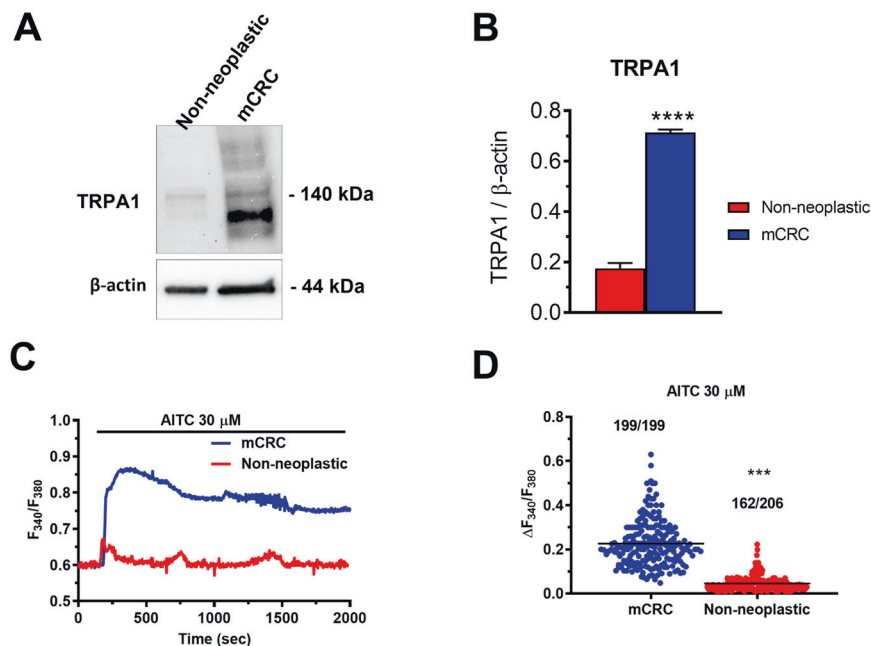 A
Non-neoplastic
mCRC
TRPA1
- 140 kDa
β-actin
- 44 kDa
B
TRPA1
TRPA1 / β-actin
0.8
0.6
0.4
0.2
0.0
****
Non-neoplastic
mCRC
C
AITC 30 μM
mCRC
Non-neoplastic
F340/F380
1.0
0.9
0.8
0.7
0.6
0.5
0
500
1000
1500
2000
Time (sec)
D
AITC 30 μM
199/199
***
162/206
ΔF340/F380
0.8
0.6
0.4
0.2
0.0
mCRC
Non-neoplastic